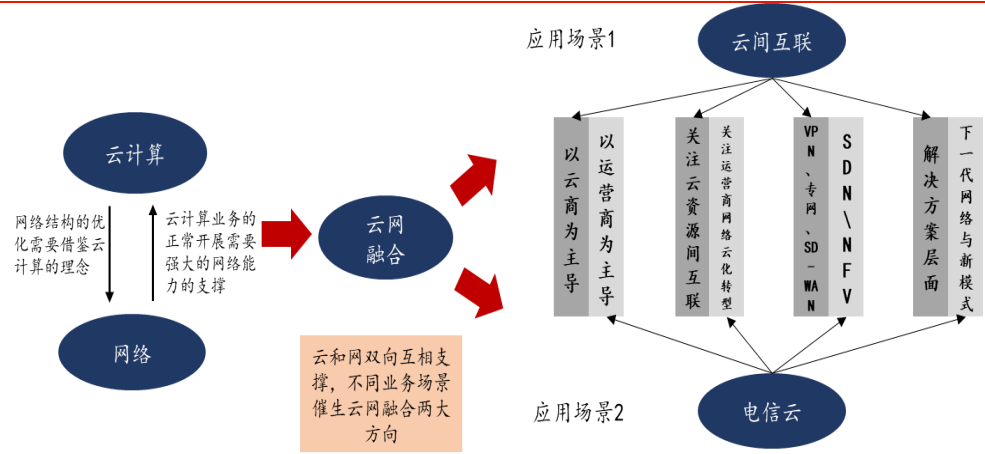 应用场景1
云间互联
云计算
网络结构的优
化需要借鉴云
计算的理念
云计算业务的
正常开展需要
强大的网络能
力的支撑
网络
云网
融合
云和网双向互相支
撑，不同业务场景
催生云网融合两大
方向
以云商为主导
以运营商为主导
关注云资源间互联
关注运营商网络云化转型
VPN、专网、SD-WAN
SDN\NFV
解决方案层面
下一代网络与新模式
应用场景2
电信云